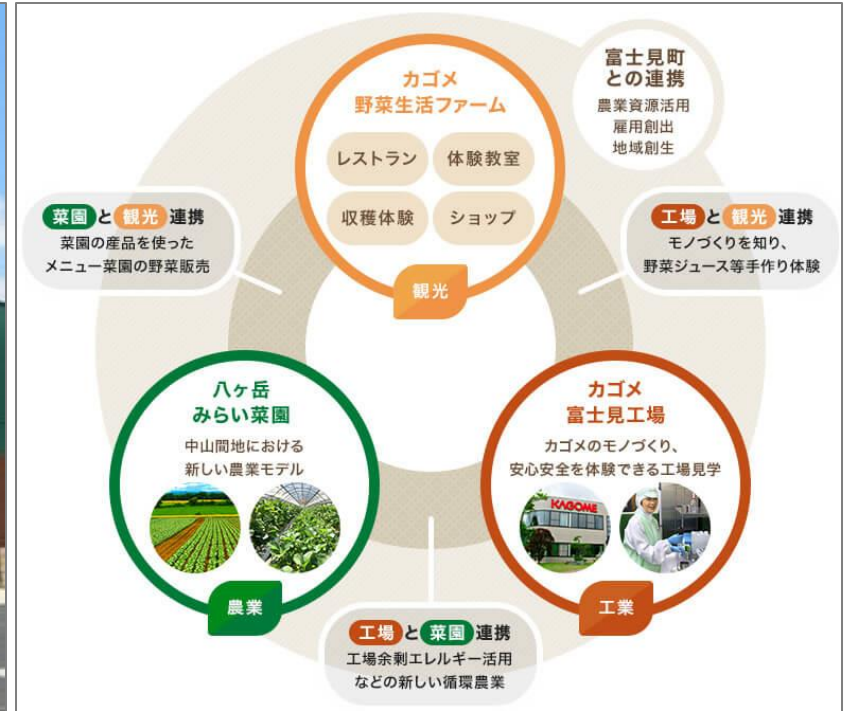 カゴメ
野菜生活ファーム
レストラン
体験教室
収穫体験
ショップ
観光
富士見町
との連携
農業資源活用
雇用創出
地域創生
菜園と観光 連携
菜園の産品を使った
メニュー菜園の野菜販売
工場と観光 連携
モノづくりを知り、
野菜ジュース等手作り体験
八ヶ岳
みらい菜園
中山間地における
新しい農業モデル
農業
カゴメ
富士見工場
カゴメのモノづくり、
安心安全を体験できる工場見学
KAGOME
工業
工場と菜園 連携
工場余剰エレルギー活用
などの新しい循環農業